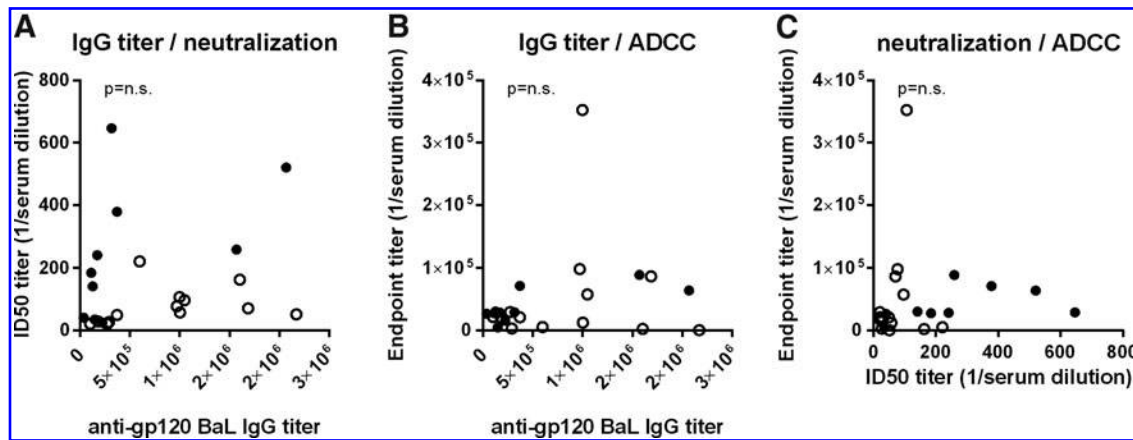 A
IgG titer / neutralization
p=n.s.
ID50 titer (1/serum dilution)
800
600
400
200
0
0
5×10⁵
1×10⁶
2×10⁶
2×10⁶
3×10⁶
anti-gp120 BaL IgG titer
B
IgG titer / ADCC
p=n.s.
Endpoint titer (1/serum dilution)
4×10⁵
3×10⁵
2×10⁵
1×10⁵
0
0
5×10⁵
1×10⁶
2×10⁶
2×10⁶
3×10⁶
anti-gp120 BaL IgG titer
C
neutralization / ADCC
p=n.s.
Endpoint titer (1/serum dilution)
4×10⁵
3×10⁵
2×10⁵
1×10⁵
0
0
200
400
600
800
ID50 titer (1/serum dilution)